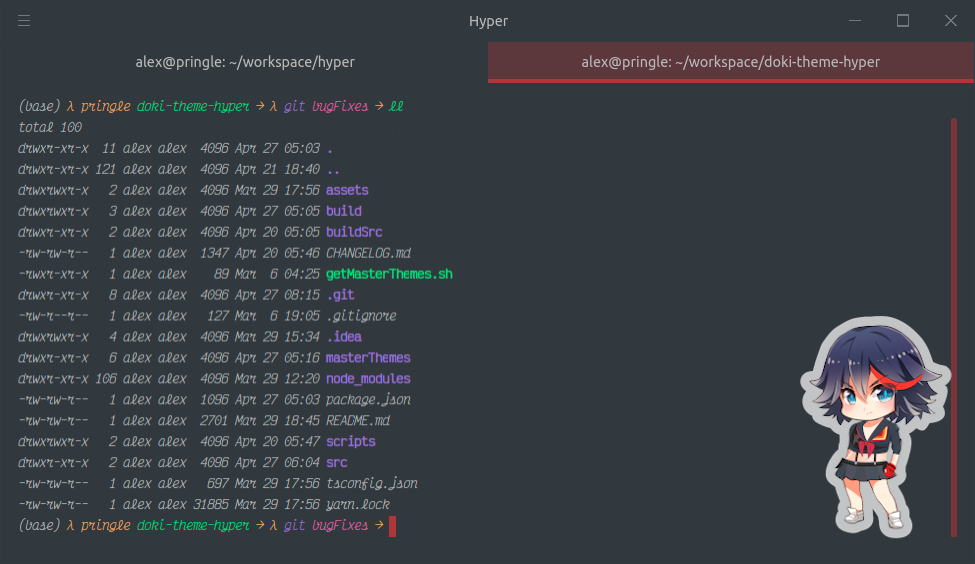 Hyper
alex@pringle: ~/workspace/hyper
alex@pringle: ~/workspace/doki-theme-hyper
(base) λ pringle doki-theme-hyper → λ git bugFixes → ll
total 100
drwxr-xr-x  11 alex alex  4096 Apr 27 05:03 .
drwxr-xr-x 121 alex alex  4096 Apr 21 18:40 ..
drwxrwxr-x   2 alex alex  4096 Mar 29 17:56 assets
drwxrwxr-x   3 alex alex  4096 Apr 27 05:05 build
drwxr-xr-x   2 alex alex  4096 Apr 20 05:05 buildSrc
-rw-rw-r--   1 alex alex  1347 Apr 20 05:46 CHANGELOG.md
-rwxr-xr-x   1 alex alex    89 Mar  6 04:25 getMasterThemes.sh
drwxr-xr-x   8 alex alex  4096 Apr 27 08:15 .git
-rw-r--r--   1 alex alex   127 Mar  6 19:05 .gitignore
drwxrwxr-x   4 alex alex  4096 Mar 29 15:34 .idea
drwxrwxr-x   6 alex alex  4096 Apr 27 05:16 masterThemes
drwxrwxr-x 106 alex alex  4096 Mar 29 12:20 node_modules
-rw-rw-r--   1 alex alex  1096 Apr 27 05:03 package.json
-rw-rw-r--   1 alex alex  2701 Mar 29 18:45 README.md
drwxrwxr-x   2 alex alex  4096 Apr 20 05:47 scripts
drwxr-xr-x   2 alex alex  4096 Apr 27 06:04 src
-rw-rw-r--   1 alex alex   697 Mar 29 17:56 tsconfig.json
-rw-rw-r--   1 alex alex 31885 Mar 29 17:56 yarn.lock
(base) λ pringle doki-theme-hyper → λ git bugFixes →